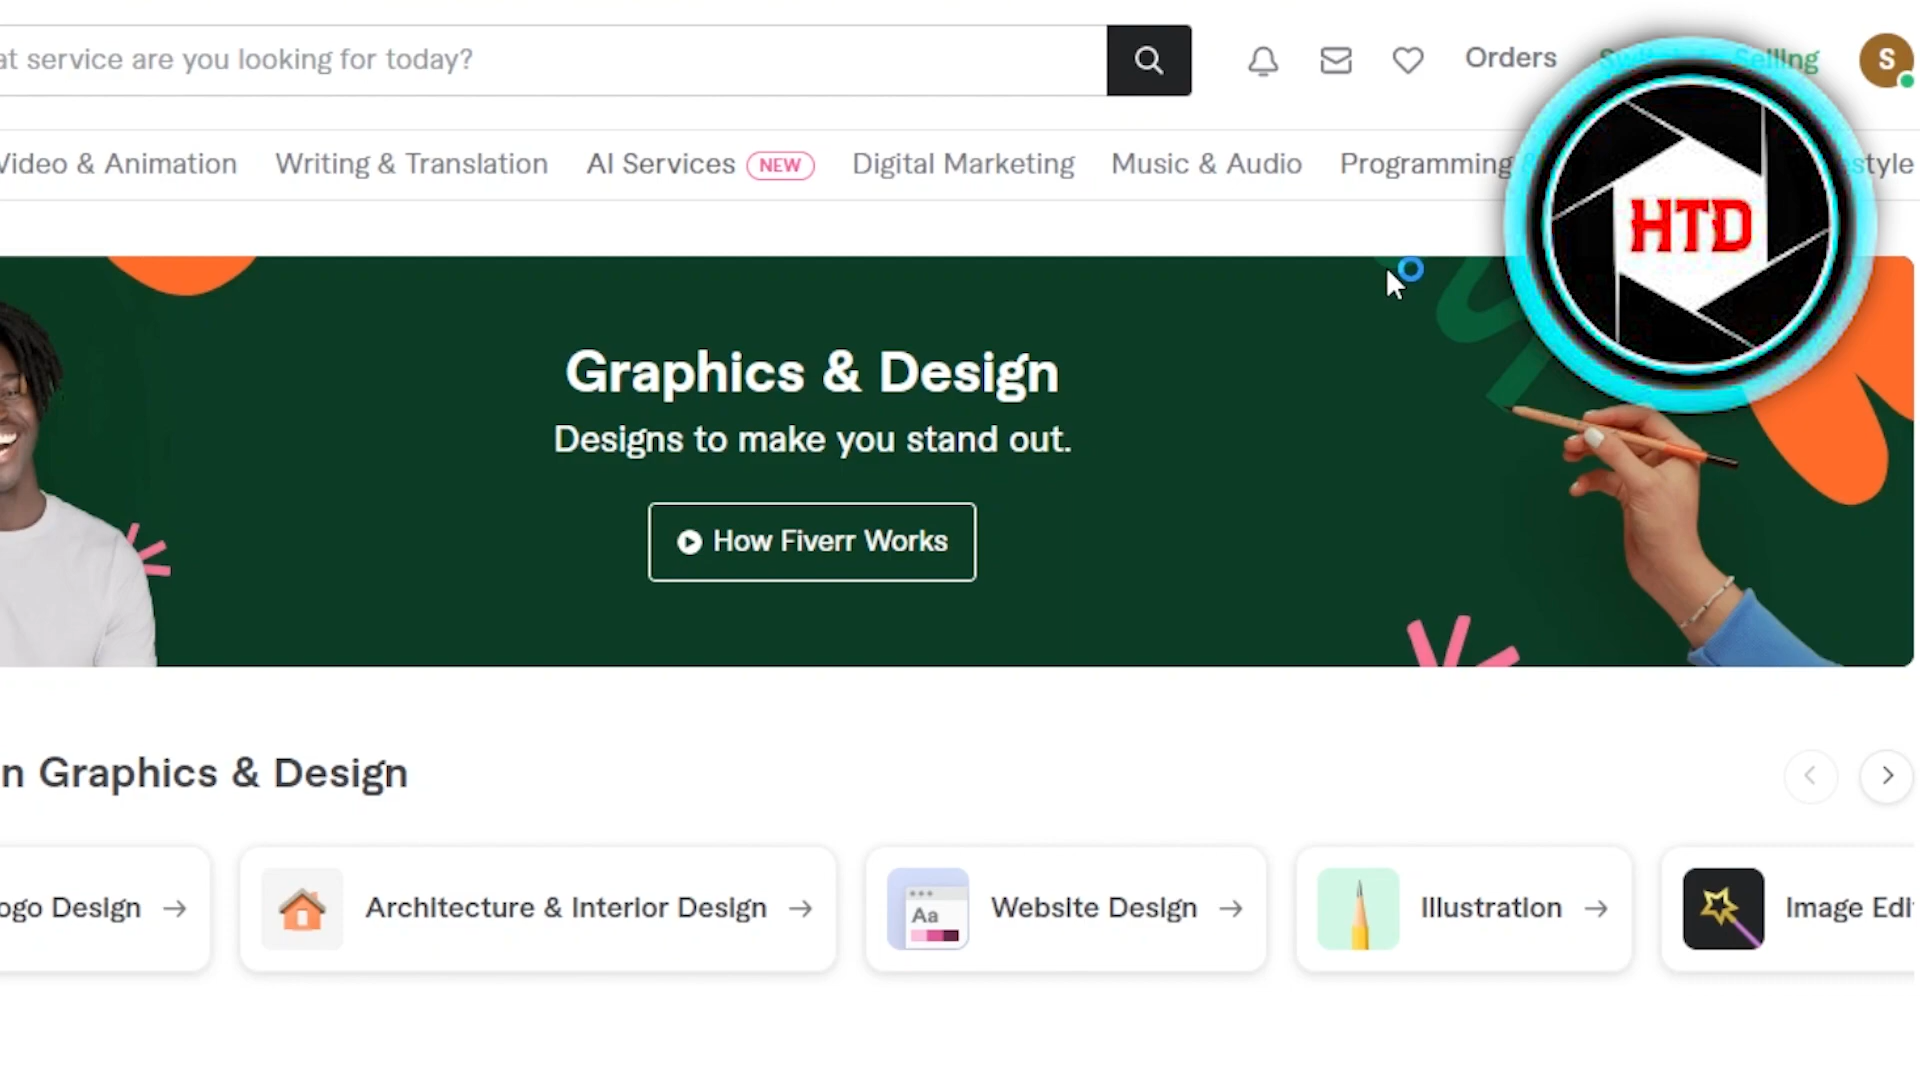 at service are you looking for today?
Orders
Selling
S
Video & Animation
Writing & Translation
AI Services NEW
Digital Marketing
Music & Audio
Programming
style
HTD
Graphics & Design
Designs to make you stand out.
How Fiverr Works
n Graphics & Design
ogo Design
Architecture & Interior Design
Aa
Website Design
Illustration
Image Edi